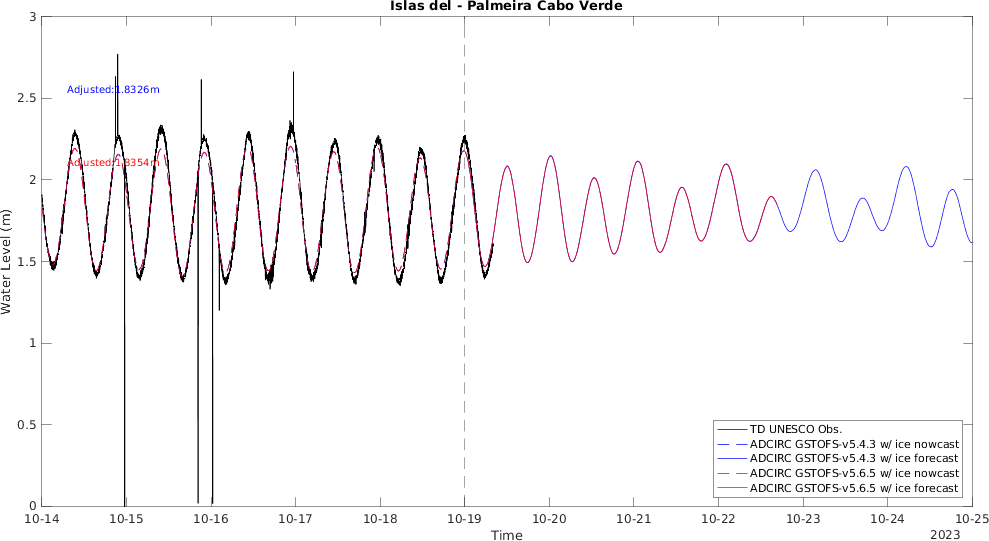 Islas del - Palmeira Cabo Verde
3
2.5
2
1.5
1
0.5
0
Water Level (m)
Adjusted:1.8326m
Adjusted:1.8354m
TD UNESCO Obs.
ADCIRC GSTOFS-v5.4.3 w/ ice nowcast
ADCIRC GSTOFS-v5.4.3 w/ ice forecast
ADCIRC GSTOFS-v5.6.5 w/ ice nowcast
ADCIRC GSTOFS-v5.6.5 w/ ice forecast
10-14 10-15 10-16 10-17 10-18 10-19 10-20 10-21 10-22 10-23 10-24 10-25
Time
2023